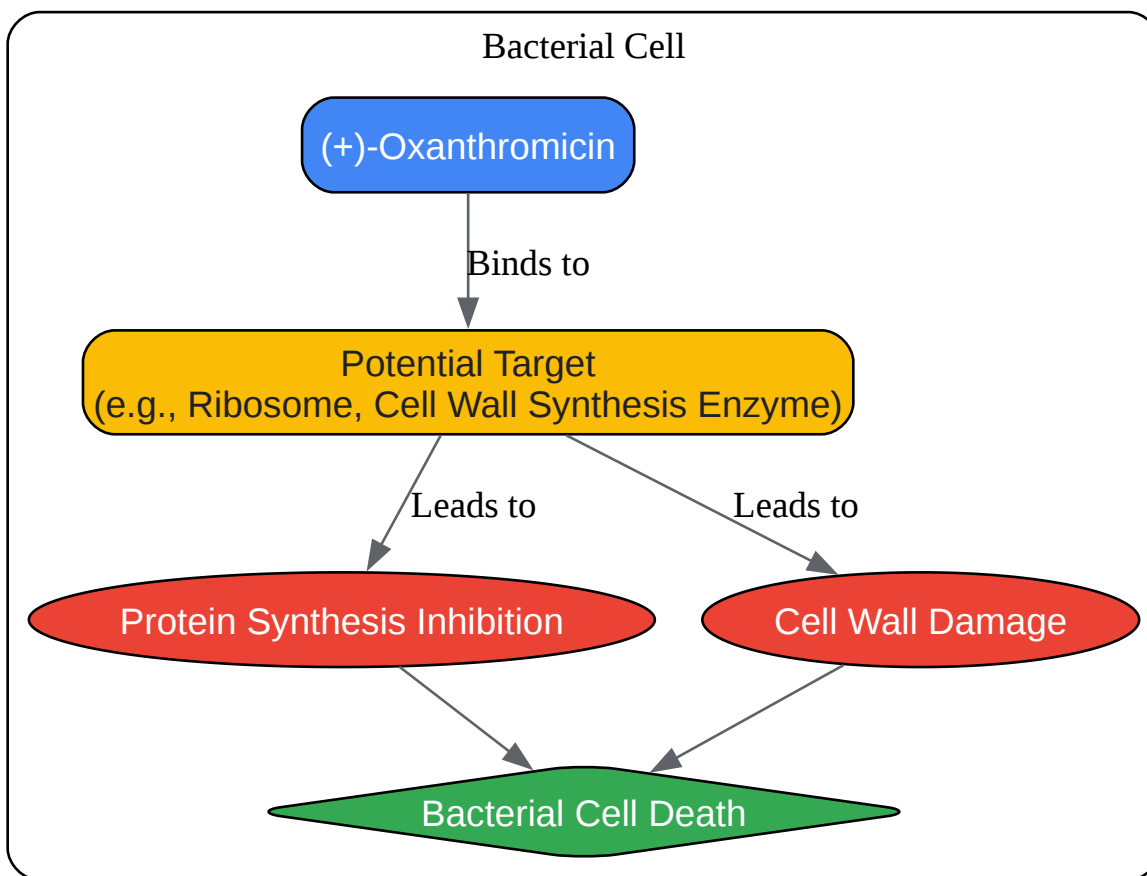 Bacterial Cell
(+)-Oxanthromicin
Binds to
Potential Target
(e.g., Ribosome, Cell Wall Synthesis Enzyme)
Leads to
Leads to
Protein Synthesis Inhibition
Cell Wall Damage
Bacterial Cell Death